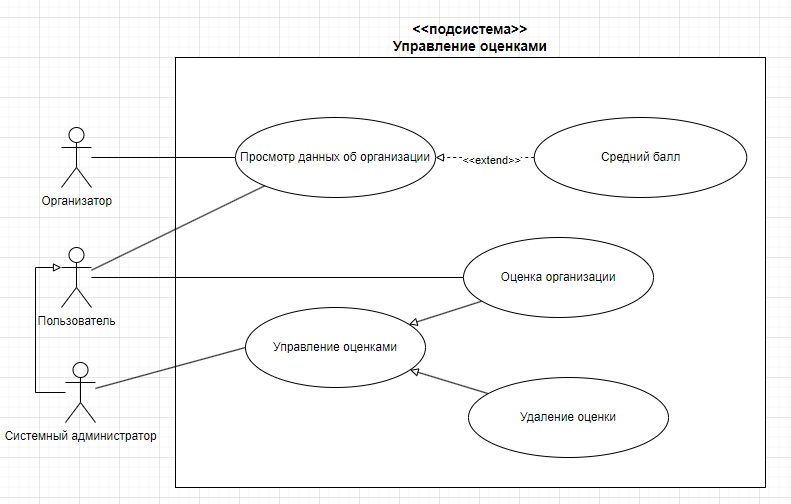 <<подсистема>>
Управление оценками
Просмотр данных об организации
<<extend>>
Средний балл
Организатор
Оценка организации
Пользователь
Управление оценками
Удаление оценки
Системный администратор